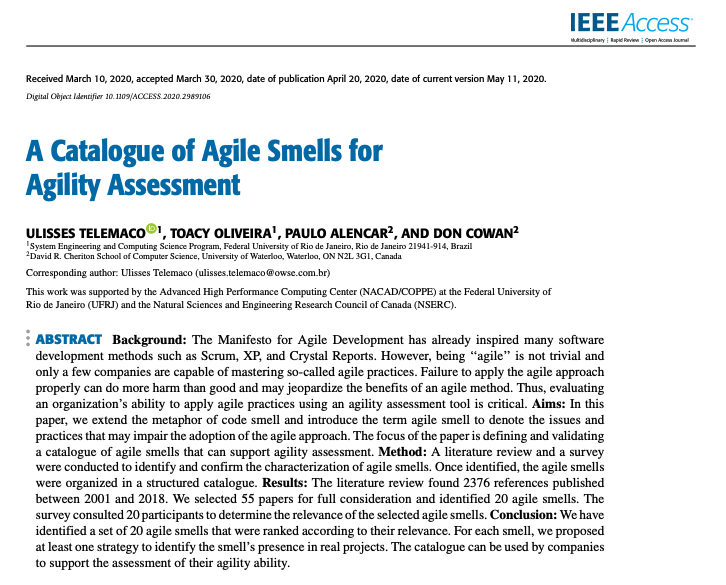 IEEE Access
Multidisciplinary | Rapid Review | Open Access Journal
Received March 10, 2020, accepted March 30, 2020, date of publication April 20, 2020, date of current version May 11, 2020.
Digital Object Identifier 10.1109/ACCESS.2020.2989106
A Catalogue of Agile Smells for
Agility Assessment
ULISSES TELEMACO iD 1, TOACY OLIVEIRA1, PAULO ALENCAR2, AND DON COWAN2
1System Engineering and Computing Science Program, Federal University of Rio de Janeiro, Rio de Janeiro 21941-914, Brazil
2David R. Cheriton School of Computer Science, University of Waterloo, Waterloo, ON N2L 3G1, Canada
Corresponding author: Ulisses Telemaco (ulisses.telemaco@owse.com.br)
This work was supported by the Advanced High Performance Computing Center (NACAD/COPPE) at the Federal University of
Rio de Janeiro (UFRJ) and the Natural Sciences and Engineering Research Council of Canada (NSERC).
ABSTRACT Background: The Manifesto for Agile Development has already inspired many software
development methods such as Scrum, XP, and Crystal Reports. However, being ‘‘agile’’ is not trivial and
only a few companies are capable of mastering so-called agile practices. Failure to apply the agile approach
properly can do more harm than good and may jeopardize the benefits of an agile method. Thus, evaluating
an organization’s ability to apply agile practices using an agility assessment tool is critical. Aims: In this
paper, we extend the metaphor of code smell and introduce the term agile smell to denote the issues and
practices that may impair the adoption of the agile approach. The focus of the paper is defining and validating
a catalogue of agile smells that can support agility assessment. Method: A literature review and a survey
were conducted to identify and confirm the characterization of agile smells. Once identified, the agile smells
were organized in a structured catalogue. Results: The literature review found 2376 references published
between 2001 and 2018. We selected 55 papers for full consideration and identified 20 agile smells. The
survey consulted 20 participants to determine the relevance of the selected agile smells. Conclusion: We have
identified a set of 20 agile smells that were ranked according to their relevance. For each smell, we proposed
at least one strategy to identify the smell’s presence in real projects. The catalogue can be used by companies
to support the assessment of their agility ability.